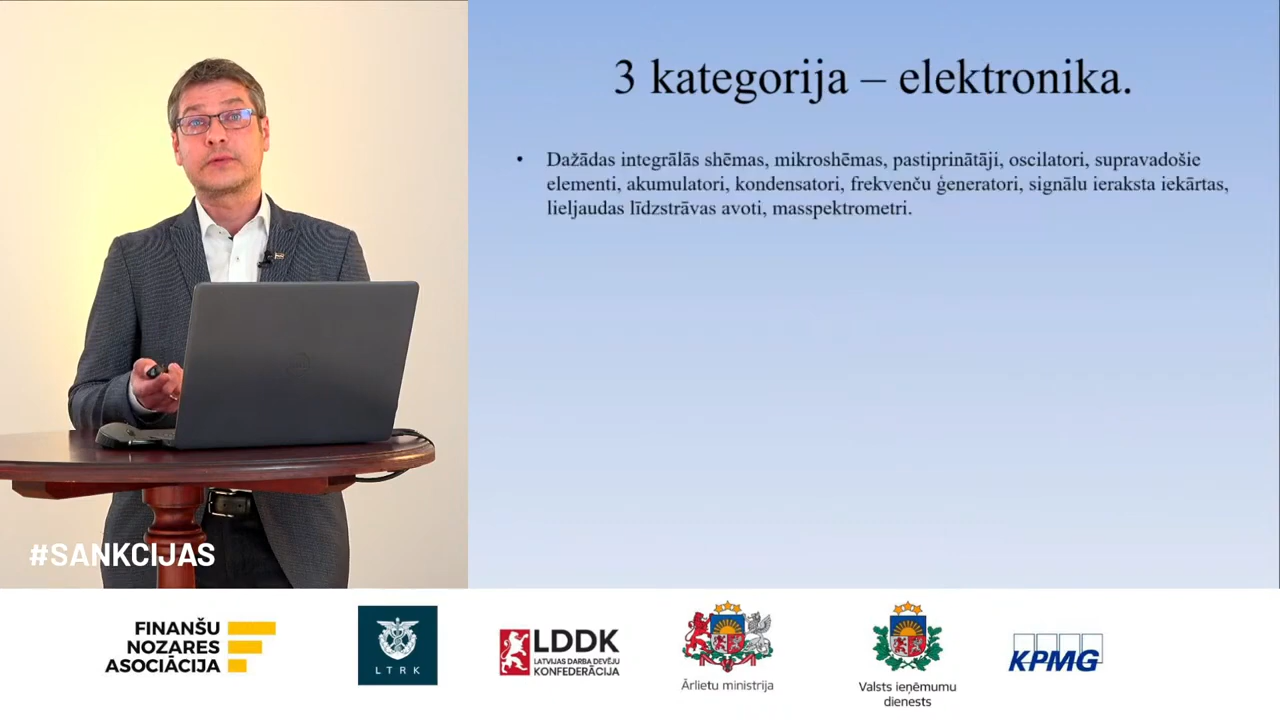 3 kategorija – elektronika.
• Dažādas integrālās shēmas, mikroshēmas, pastiprinātāji, oscilatori, supravadošie
elementi, akumulatori, kondensatori, frekvenču ģeneratori, signālu ieraksta iekārtas,
lieljaudas līdzstrāvas avoti, masspektrometri.
#SANKCIJAS
FINANŠU
NOZARES
ASOCIĀCIJA
LTRK
LDDK
LATVIJAS DARBA DEVĒJU
KONFEDERĀCIJA
Ārlietu ministrija
Valsts ieņēmumu
dienests
KPMG